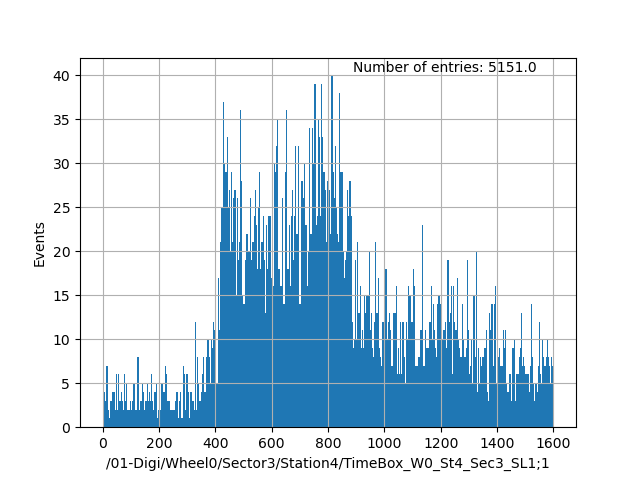 Number of entries: 5151.0
40
35
30
25
20
15
10
5
0
Events
0 200 400 600 800 1000 1200 1400 1600
/01-Digi/Wheel0/Sector3/Station4/TimeBox_W0_St4_Sec3_SL1;1